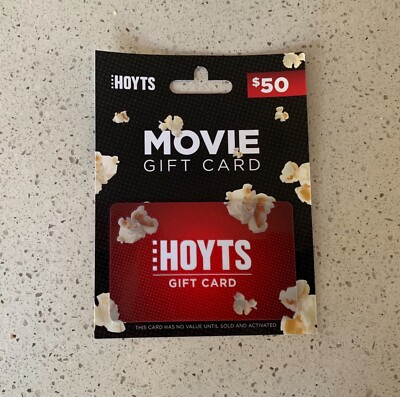 HOYTS
$50
MOVIE
GIFT CARD
HOYTS
GIFT CARD
THIS CARD HAS NO VALUE UNTIL SOLD AND ACTIVATED